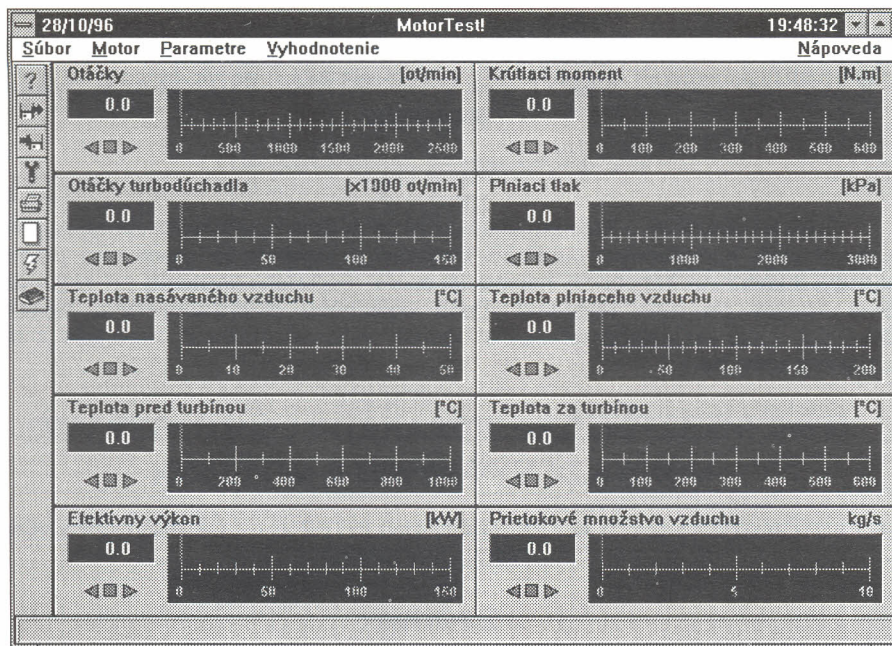 28/10/96 MotorTest! 19:48:32
Súbor Motor Parametre Vyhodnotenie Nápoveda
?
Otáčky [ot/min] Krútiaci moment [N.m]
0.0 0.0
0 500 1000 1500 2000 2500 0 100 200 300 400 500 600
Otáčky turbodúchadla [x1000 ot/min] Plniaci tlak [kPa]
0.0 0.0
0 50 100 150 0 1000 2000 3000
Teplota nasávaného vzduchu [°C] Teplota plniaceho vzduchu [°C]
0.0 0.0
0 10 20 30 40 50 0 50 100 150 200
Teplota pred turbínou [°C] Teplota za turbínou [°C]
0.0 0.0
0 200 400 600 800 1000 0 100 200 300 400 500 600
Efektívny výkon [kW] Prietokové množstvo vzduchu kg/s
0.0 0.0
0 50 100 150 0 5 10